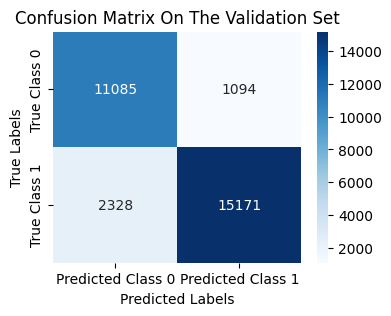 Confusion Matrix On The Validation Set
True Labels
True Class 0
True Class 1
11085 1094
2328 15171
Predicted Class 0 Predicted Class 1
Predicted Labels
14000
12000
10000
8000
6000
4000
2000